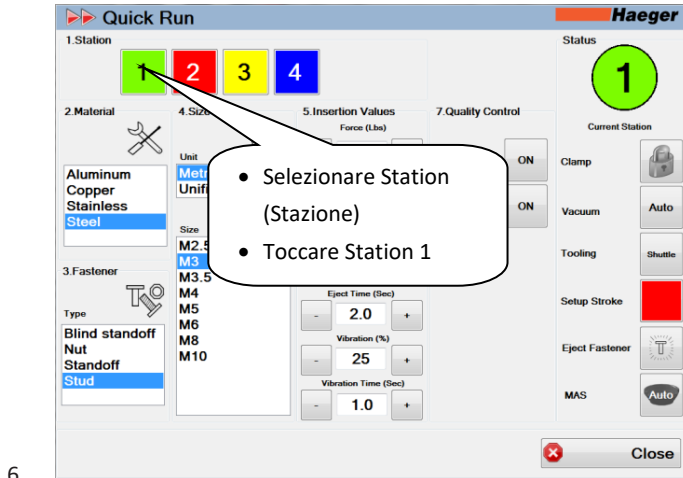 Quick Run
Haeger
1.Station
1
2
3
4
Status
1
Current Station
2.Material
Aluminum
Copper
Stainless
Steel
3.Fastener
Type
Blind standoff
Nut
Standoff
Stud
Unit
Size
M2.5
M3
M3.5
M4
M5
M6
M8
M10
5.Insertion Values
Force (Lbs)
Eject Time (Sec)
- 2.0 +
Vibration (%)
- 25 +
Vibration Time (Sec)
- 1.0 +
7.Quality Control
ON
ON
• Selezionare Station
(Stazione)
• Toccare Station 1
Clamp
Vacuum
Auto
Tooling
Shuttle
Setup Stroke
Eject Fastener
T
MAS
Auto
Close
6